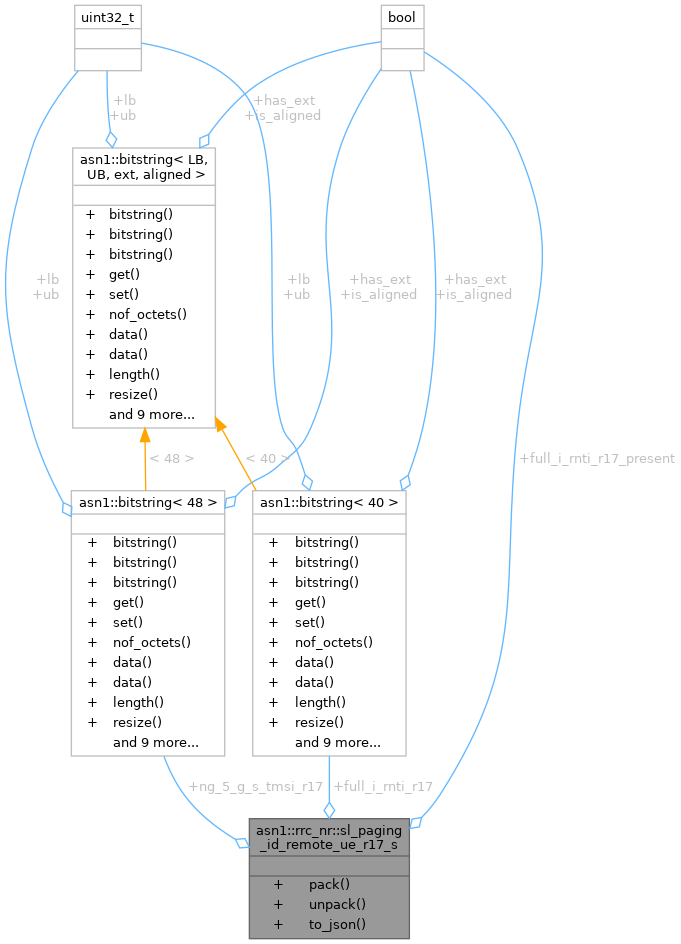 uint32_t
bool
+lb
+ub
+has_ext
+is_aligned
asn1::bitstring< LB,
UB, ext, aligned >
+ bitstring()
+ bitstring()
+ bitstring()
+ get()
+ set()
+ nof_octets()
+ data()
+ data()
+ length()
+ resize()
and 9 more...
+lb
+ub
+lb
+ub
+has_ext
+is_aligned
+has_ext
+is_aligned
< 48 >
< 40 >
+full_i_rnti_r17_present
asn1::bitstring< 48 >
+ bitstring()
+ bitstring()
+ bitstring()
+ get()
+ set()
+ nof_octets()
+ data()
+ data()
+ length()
+ resize()
and 9 more...
asn1::bitstring< 40 >
+ bitstring()
+ bitstring()
+ bitstring()
+ get()
+ set()
+ nof_octets()
+ data()
+ data()
+ length()
+ resize()
and 9 more...
+ng_5_g_s_tmsi_r17
+full_i_rnti_r17
asn1::rrc_nr::sl_paging
_id_remote_ue_r17_s
+ pack()
+ unpack()
+ to_json()